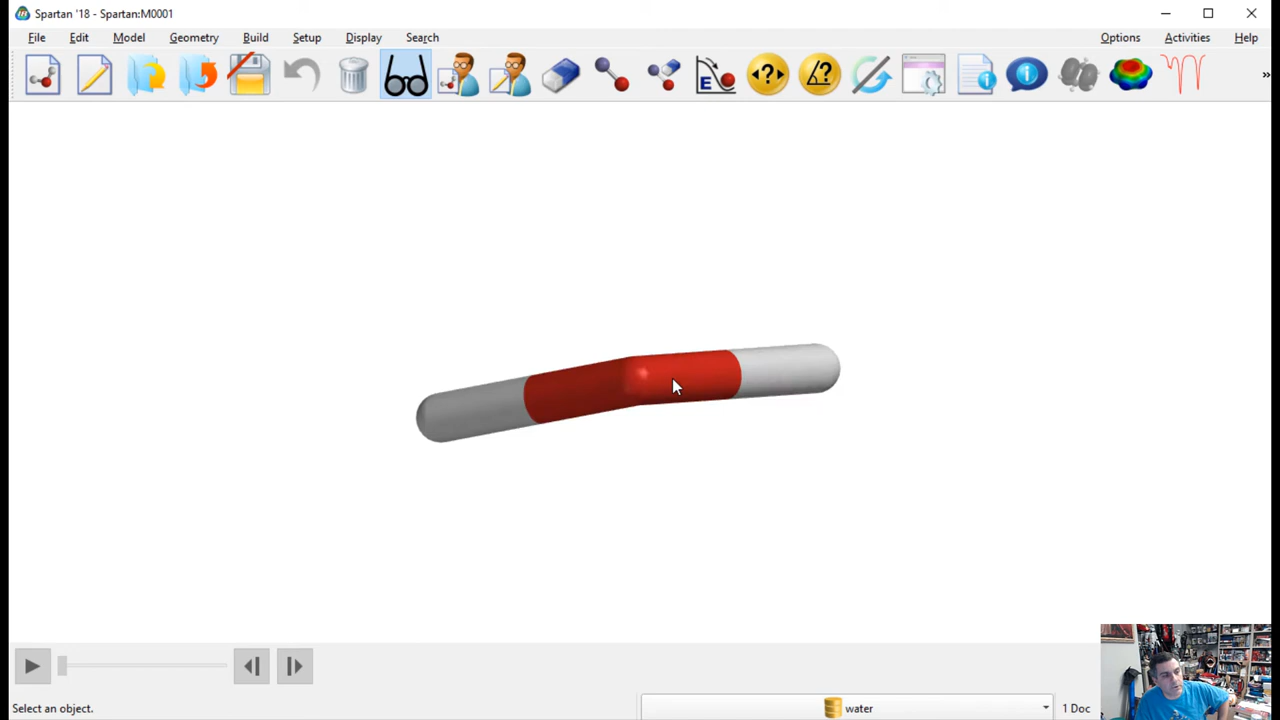 Spartan '18 - Spartan:M0001
File Edit Model Geometry Build Setup Display Search Options Activities Help
E <?> ? i i »
Select an object. water 1 Doc